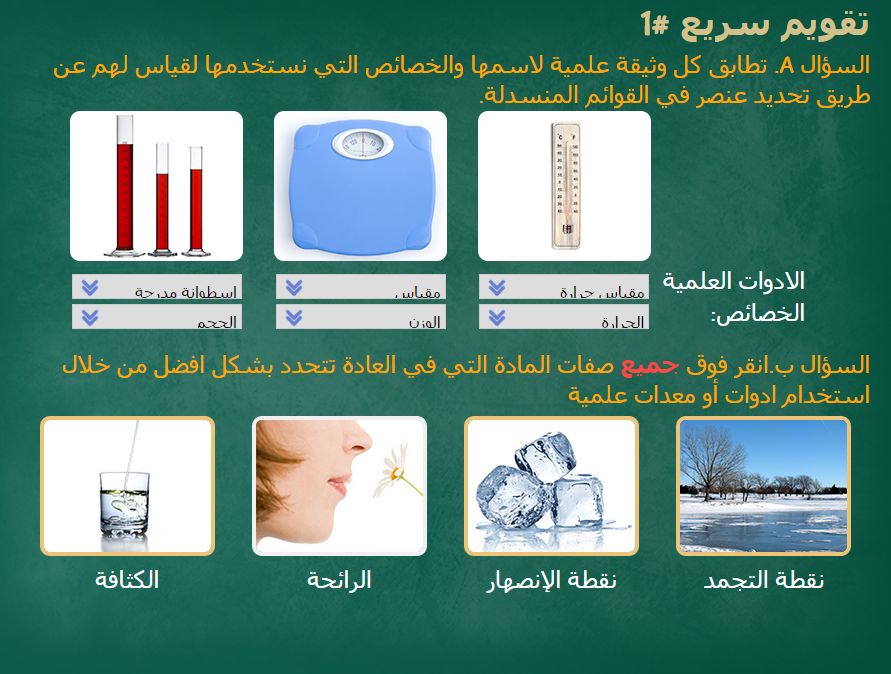 تقويم سريع #1
السؤال A. تطابق كل وثيقة علمية لاسمها والخصائص التي نستخدمها لقياس لهم عن
طريق تحديد عنصر في القوائم المنسدلة.
الادوات العلمية
مقياس حرارة
مقياس
اسطوانة مدرجة
الخصائص:
الحرارة
الوزن
الحجم
السؤال ب.انقر فوق جميع صفات المادة التي في العادة تتحدد بشكل افضل من خلال
استخدام ادوات أو معدات علمية
نقطة التجمد
نقطة الإنصهار
الرائحة
الكثافة